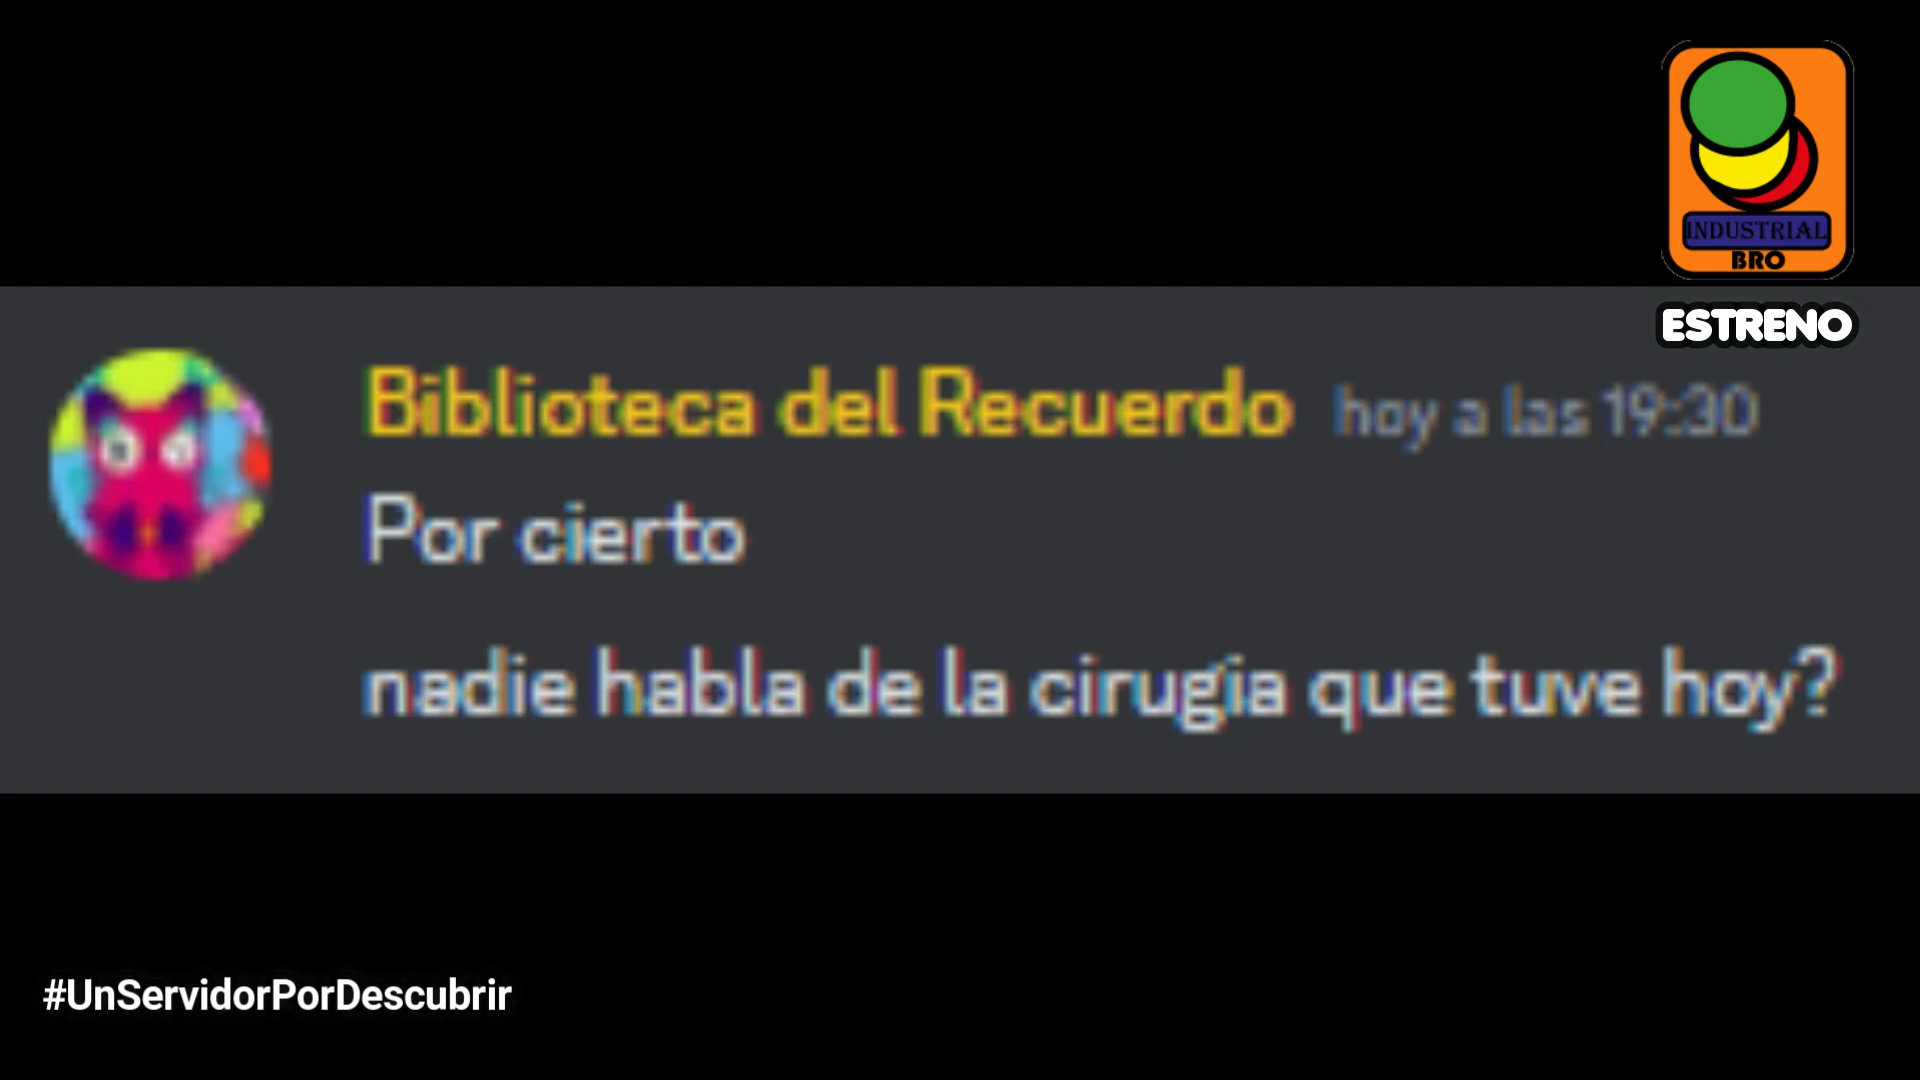 INDUSTRIAL
BRO
ESTRENO
Biblioteca del Recuerdo hoy a las 19:30
Por cierto
nadie habla de la cirugía que tuve hoy?
#UnServidorPorDescubrir